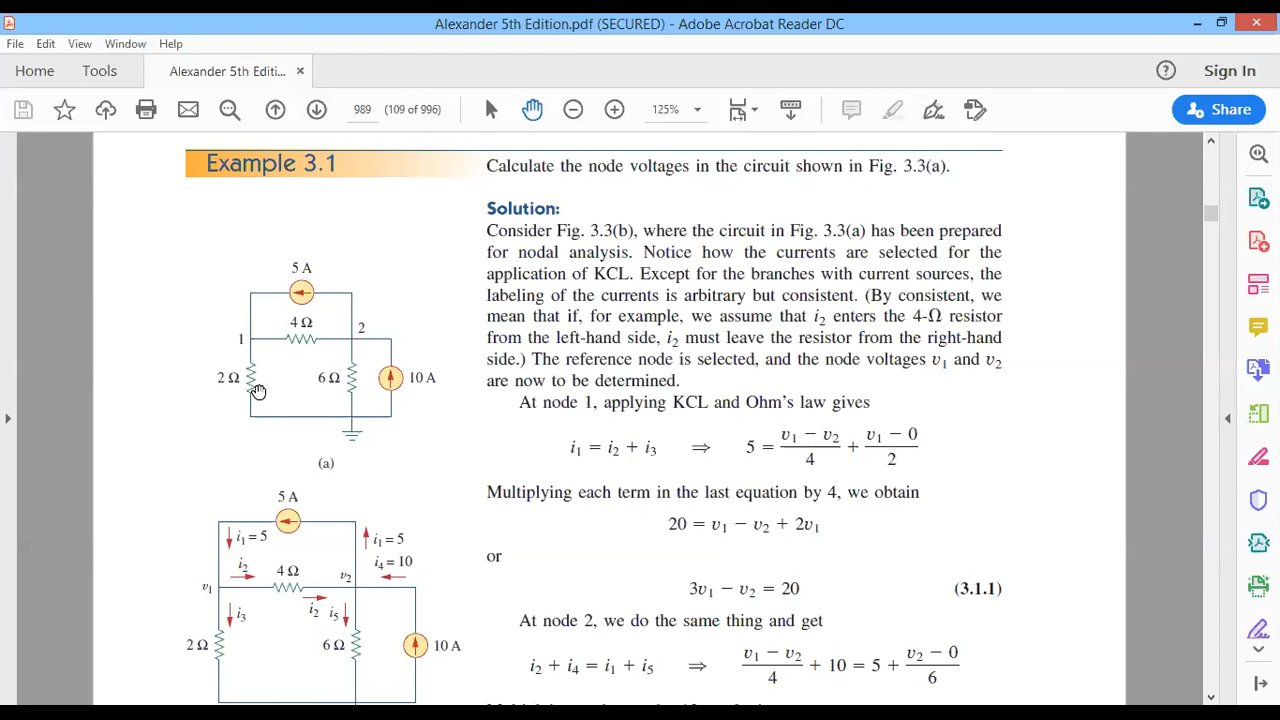 Alexander 5th Edition.pdf (SECURED) - Adobe Acrobat Reader DC
File Edit View Window Help
Home Tools Alexander 5th Editi... × Sign In
989 (109 of 996) 125% Share
Example 3.1
Calculate the node voltages in the circuit shown in Fig. 3.3(a).
Solution:
Consider Fig. 3.3(b), where the circuit in Fig. 3.3(a) has been prepared
for nodal analysis. Notice how the currents are selected for the
application of KCL. Except for the branches with current sources, the
labeling of the currents is arbitrary but consistent. (By consistent, we
mean that if, for example, we assume that i₂ enters the 4-Ω resistor
from the left-hand side, i₂ must leave the resistor from the right-hand
side.) The reference node is selected, and the node voltages v₁ and v₂
are now to be determined.
At node 1, applying KCL and Ohm's law gives
i₁ = i₂ + i₃ ⇒ 5 = (v₁ − v₂)/4 + (v₁ − 0)/2
Multiplying each term in the last equation by 4, we obtain
20 = v₁ − v₂ + 2v₁
or
3v₁ − v₂ = 20 (3.1.1)
At node 2, we do the same thing and get
i₂ + i₄ = i₁ + i₅ ⇒ (v₁ − v₂)/4 + 10 = 5 + (v₂ − 0)/6
5 A
4 Ω
1 2
2 Ω 6 Ω 10 A
(a)
5 A
i₁ = 5 i₁ = 5
i₂ 4 Ω i₄ = 10
v₁ v₂
i₃ i₂ i₅
2 Ω 6 Ω 10 A